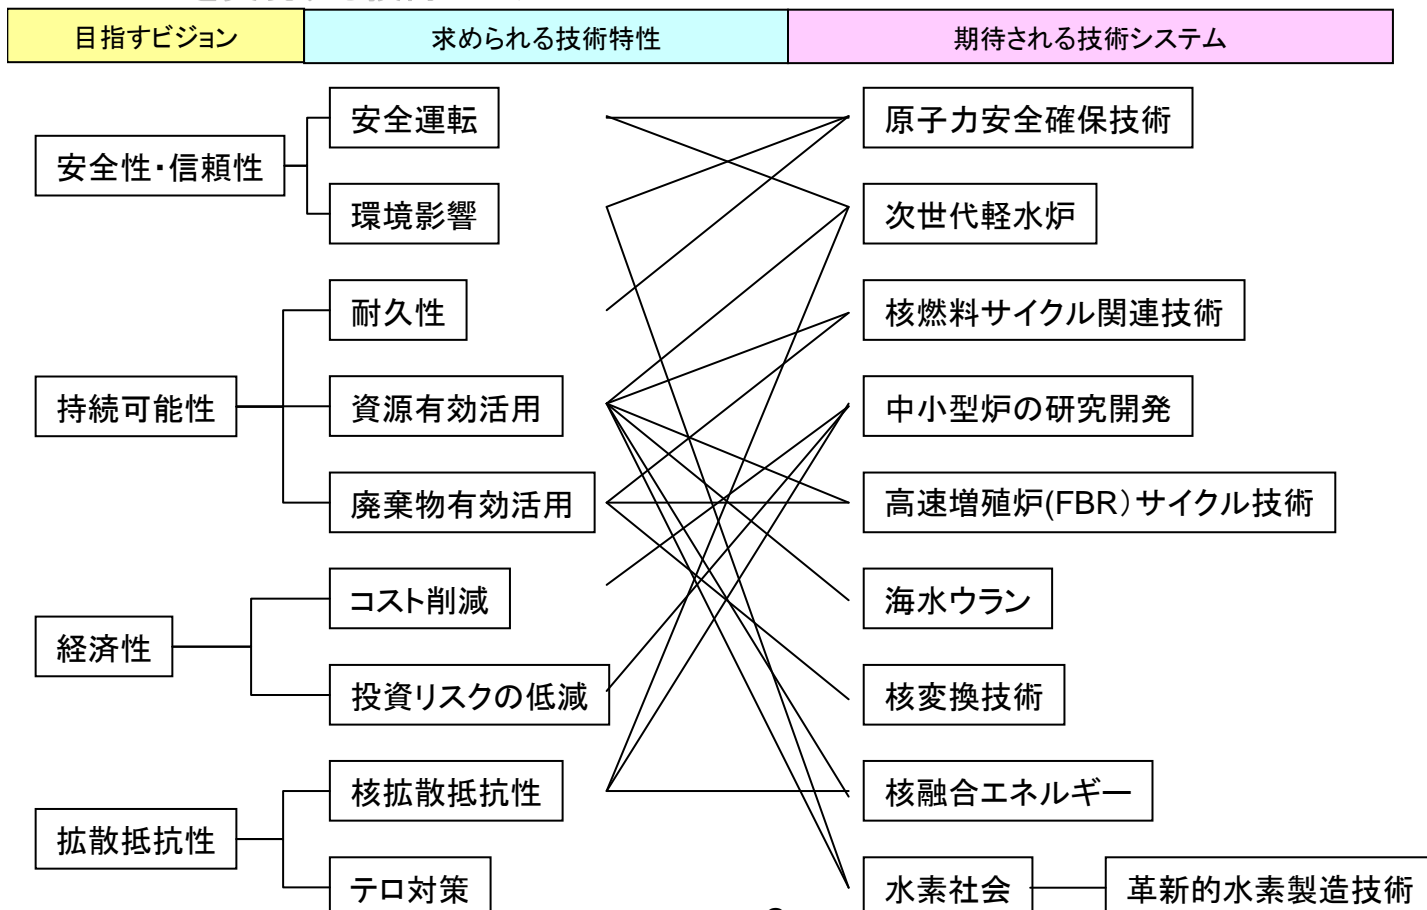 目指すビジョン
求められる技術特性
期待される技術システム
安全性・信頼性
安全運転
環境影響
持続可能性
耐久性
資源有効活用
廃棄物有効活用
経済性
コスト削減
投資リスクの低減
拡散抵抗性
核拡散抵抗性
テロ対策
原子力安全確保技術
次世代軽水炉
核燃料サイクル関連技術
中小型炉の研究開発
高速増殖炉(FBR）サイクル技術
海水ウラン
核変換技術
核融合エネルギー
水素社会
革新的水素製造技術